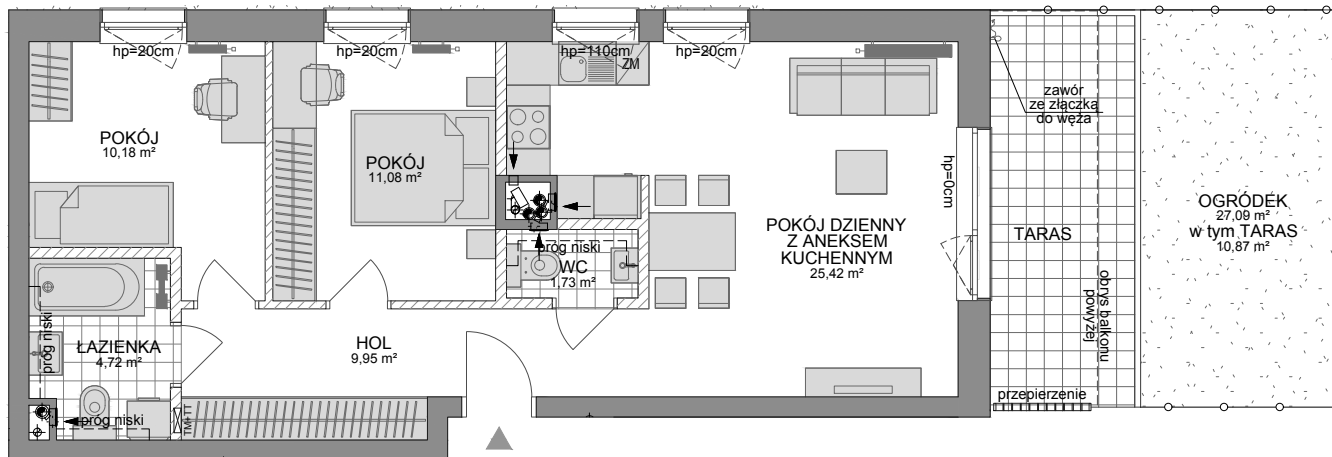 hp=20cm
hp=20cm
hp=110cm
hp=20cm
ZM
zawór
ze złączką
do węża
POKÓJ
10,18 m²
POKÓJ
11,08 m²
hp=0cm
POKÓJ DZIENNY
Z ANEKSEM
KUCHENNYM
25,42 m²
TARAS
OGRÓDEK
27,09 m²
w tym TARAS
10,87 m²
próg niski
WC
1,73 m²
obrys balkonu
powyżej
próg niski
ŁAZIENKA
4,72 m²
HOL
9,95 m²
przepierzenie
próg niski
TM+TT